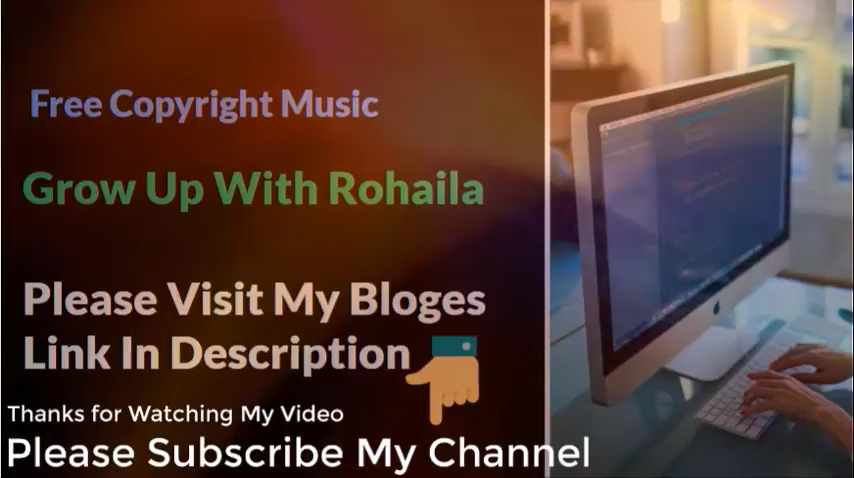 Free Copyright Music
Grow Up With Rohaila
Please Visit My Bloges
Link In Description
Thanks for Watching My Video
Please Subscribe My Channel